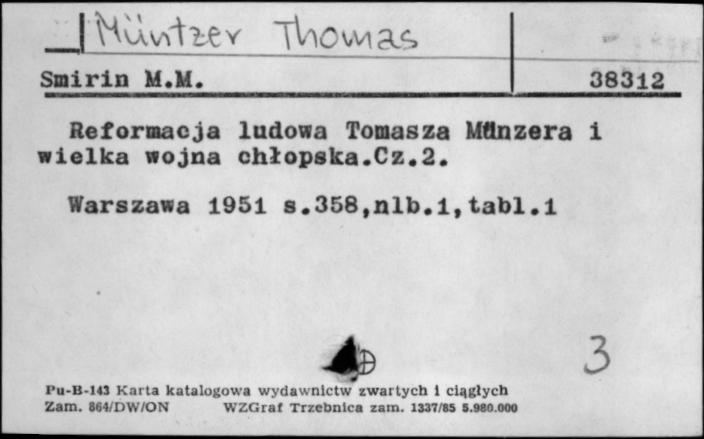 Müntzer Thomas
Smirin M.M. 38312
Reformacja ludowa Tomasza Münzera i
wielka wojna chłopska.Cz.2.
Warszawa 1951 s.358,nlb.1,tabl.1
3
Pu-B-143 Karta katalogowa wydawnictw zwartych i ciągłych
Zam. 864/DW/ON WZGraf Trzebnica zam. 1337/85 5.980.000